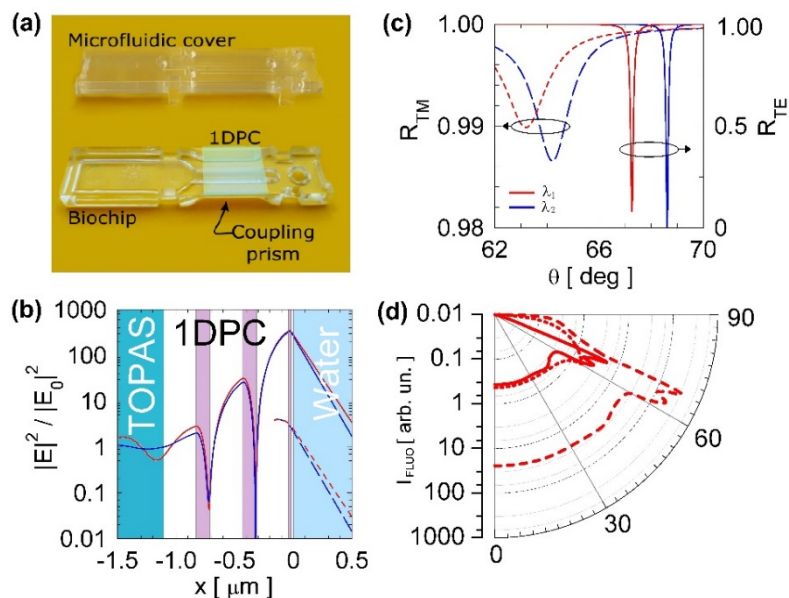 (a)
Microfluidic cover
1DPC
Biochip
Coupling
prism
(c)
1.00
0.99
0.98
R_TM
1.00
0.5
0
R_TE
λ₁
λ₂
62 66 70
θ [ deg ]
(b)
1000
100
10
1
0.1
0.01
|E|² / |E₀|²
TOPAS
1DPC
Water
-1.5 -1.0 -0.5 0.0 0.5
x [ μm ]
(d)
0.01
0.1
1
10
100
1000
I_FLUO [ arb. un. ]
90
60
30
0